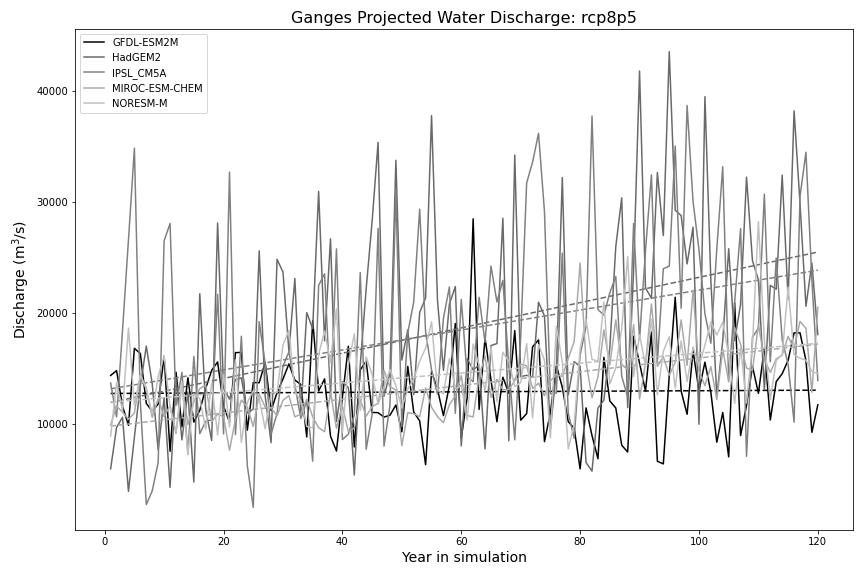 Ganges Projected Water Discharge: rcp8p5
GFDL-ESM2M
HadGEM2
IPSL_CM5A
MIROC-ESM-CHEM
NORESM-M
40000
30000
20000
10000
Discharge (m³/s)
0 20 40 60 80 100 120
Year in simulation